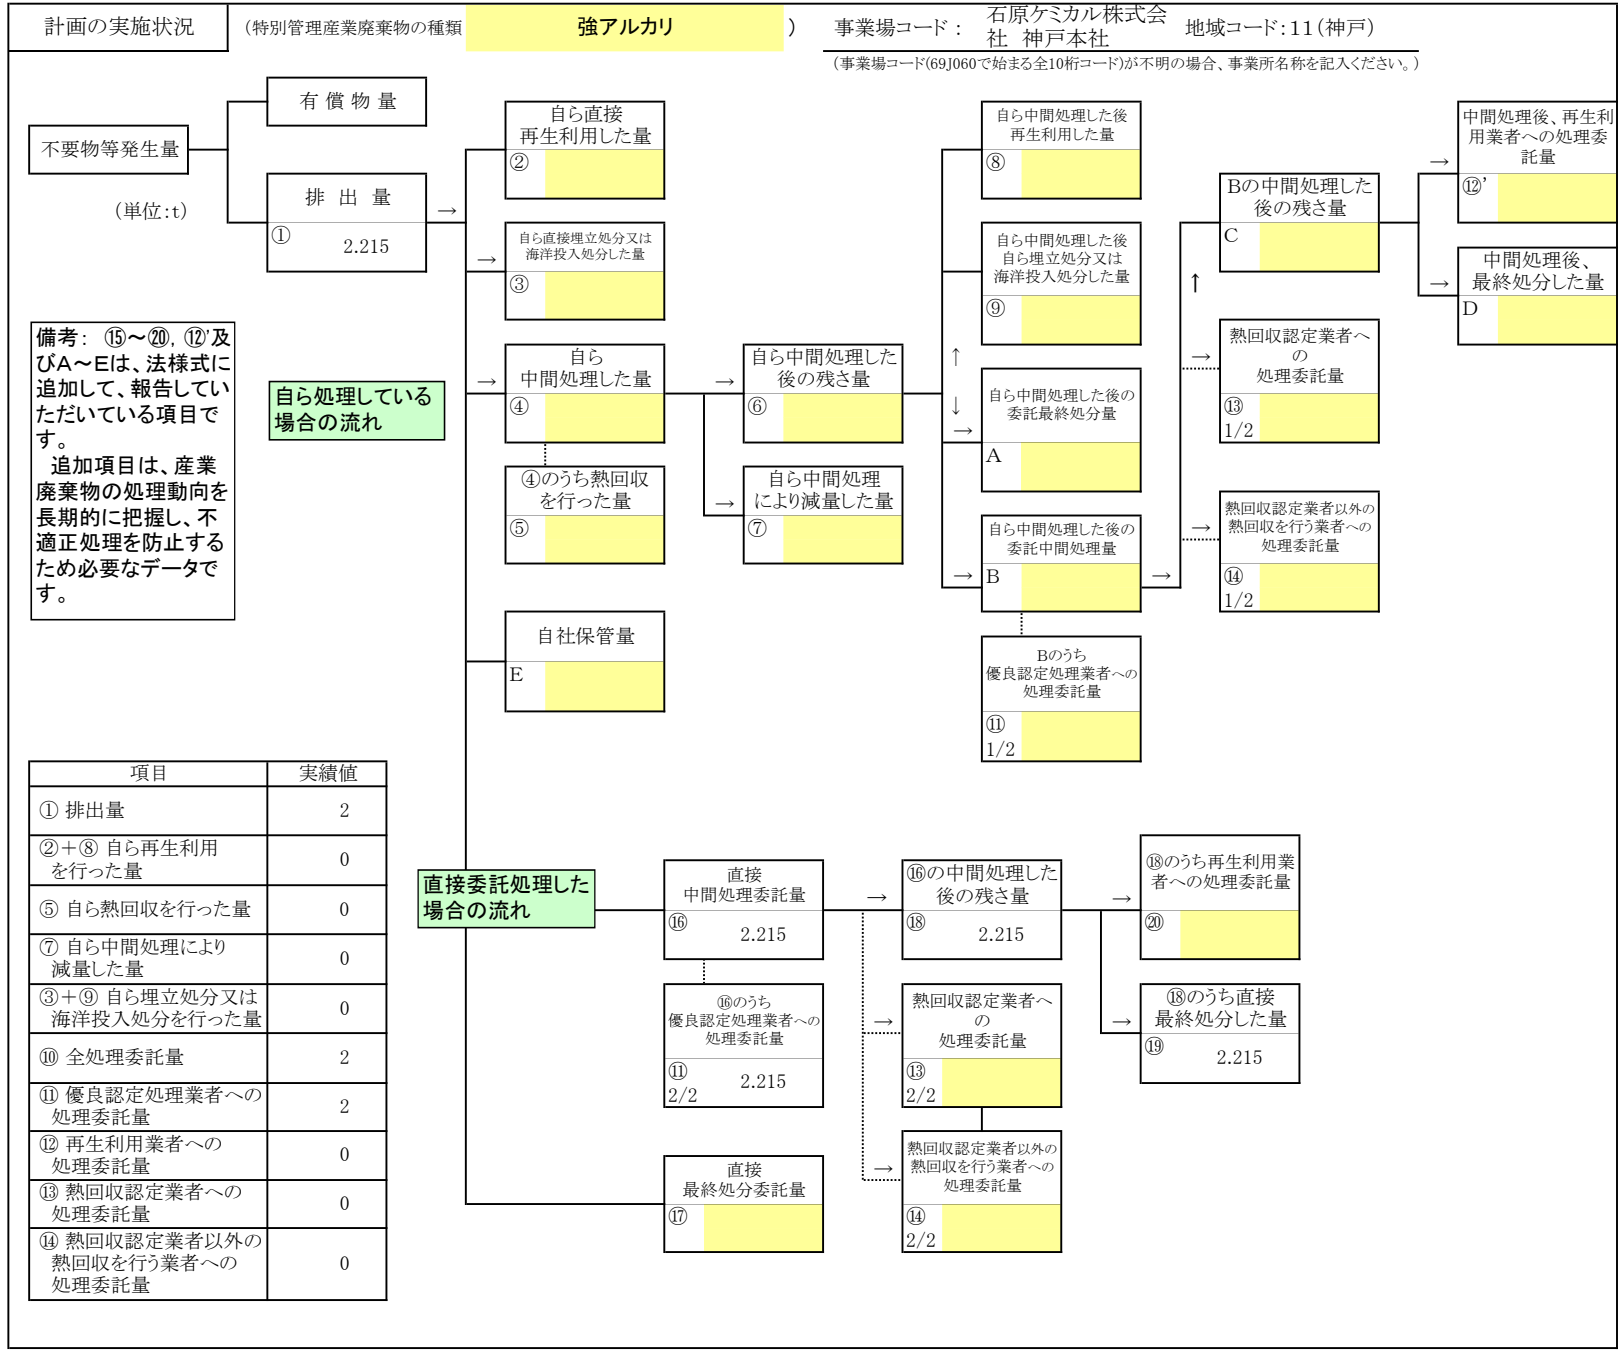 計画の実施状況
(特別管理産業廃棄物の種類
強アルカリ
)
事業場コード：
石原ケミカル株式会
社 神戸本社
地域コード：11(神戸)
(事業場コード(69J060で始まる全10桁コード)が不明の場合、事業所名称を記入ください。)
不要物等発生量
(単位：t)
有 償 物 量
排 出 量
→
① 2.215
自ら直接
再生利用した量
②
→
自ら直接埋立処分又は
海洋投入処分した量
③
→
自ら
中間処理した量
④
④のうち熱回収
を行った量
⑤
→
自ら中間処理した
後の残さ量
⑥
→
自ら中間処理
により減量した量
⑦
自社保管量
E
自ら中間処理した後
再生利用した量
⑧
自ら中間処理した後
自ら埋立処分又は
海洋投入処分した量
⑨
↑
↓
→
自ら中間処理した後の
委託最終処分量
A
→
自ら中間処理した後の
委託中間処理量
B
→
Bのうち
優良認定処理業者への
処理委託量
⑪
1/2
Bの中間処理した
後の残さ量
C
↑
→
熱回収認定業者へ
の
処理委託量
⑬
1/2
→
熱回収認定業者以外の
熱回収を行う業者への
処理委託量
⑭
1/2
→
中間処理後、再生利
用業者への処理委
託量
⑫'
→
中間処理後、
最終処分した量
D
備考： ⑮～⑳, ⑫'及
びA～Eは、法様式に
追加して、報告してい
ただいている項目で
す。
追加項目は、産業
廃棄物の処理動向を
長期的に把握し、不
適正処理を防止する
ため必要なデータで
す。
自ら処理している
場合の流れ
項目 実績値
① 排出量 2
②＋⑧ 自ら再生利用
を行った量 0
⑤ 自ら熱回収を行った量 0
⑦ 自ら中間処理により
減量した量 0
③＋⑨ 自ら埋立処分又は
海洋投入処分を行った量 0
⑩ 全処理委託量 2
⑪ 優良認定処理業者への
処理委託量 2
⑫ 再生利用業者への
処理委託量 0
⑬ 熱回収認定業者への
処理委託量 0
⑭ 熱回収認定業者以外の
熱回収を行う業者への
処理委託量 0
直接委託処理した
場合の流れ
直接
中間処理委託量
⑯ 2.215
⑯のうち
優良認定処理業者への
処理委託量
⑪ 2.215
2/2
直接
最終処分委託量
⑰
→
⑯の中間処理した
後の残さ量
⑱ 2.215
→
熱回収認定業者へ
の
処理委託量
⑬
2/2
→
熱回収認定業者以外の
熱回収を行う業者への
処理委託量
⑭
2/2
→
⑱のうち再生利用業
者への処理委託量
⑳
→
⑱のうち直接
最終処分した量
⑲ 2.215